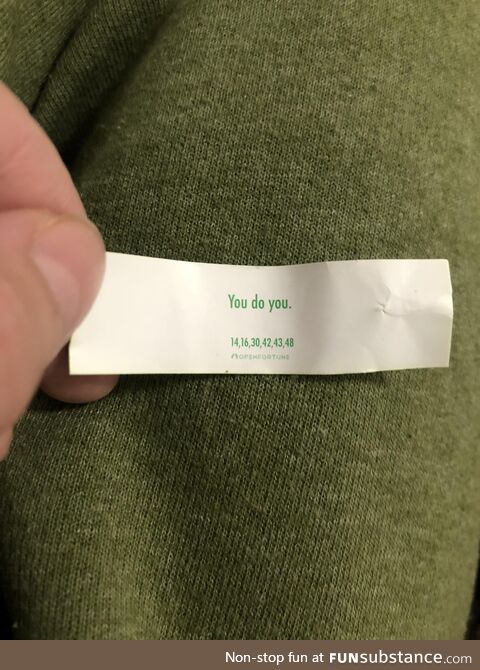 You do you.
14,16,30,42,43,48
OPENFORTUNE
Non-stop fun at FUNsubstance.com